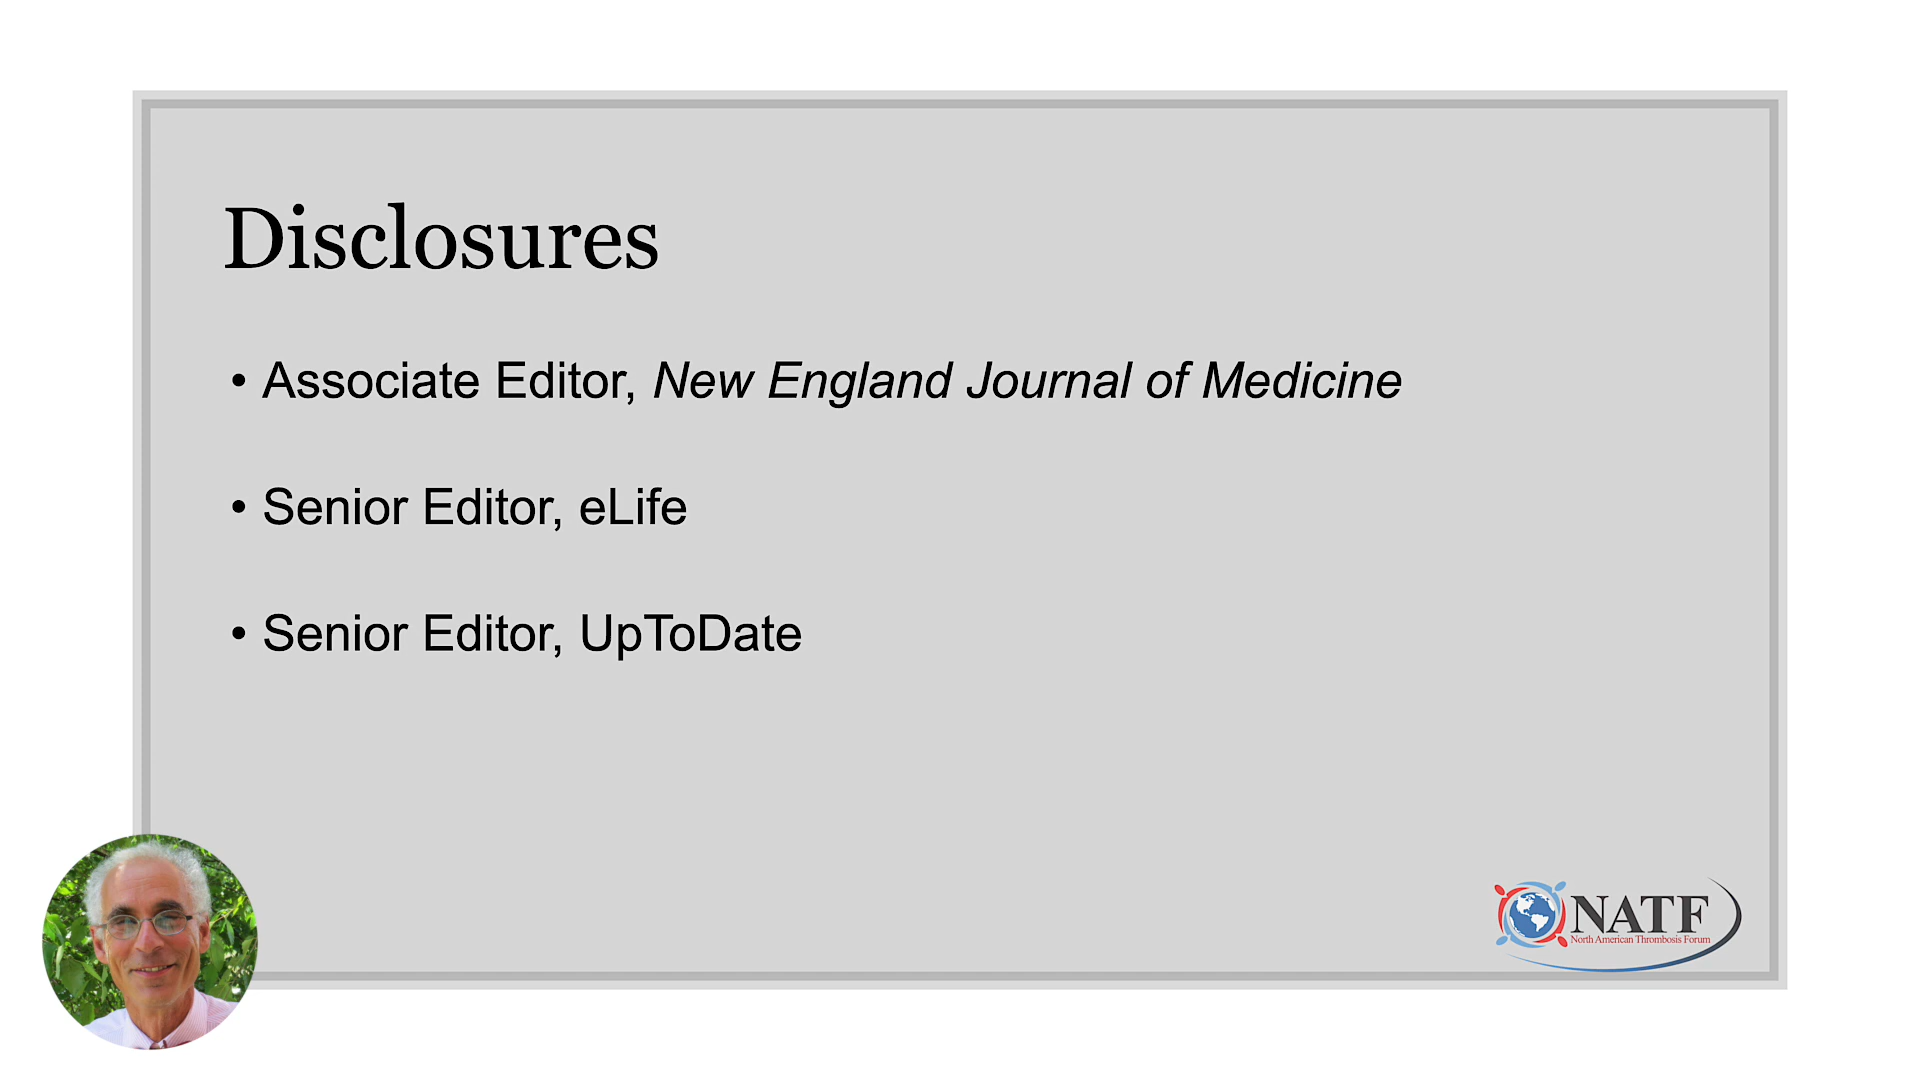 Disclosures
• Associate Editor, New England Journal of Medicine
• Senior Editor, eLife
• Senior Editor, UpToDate
NATF
North American Thrombosis Forum